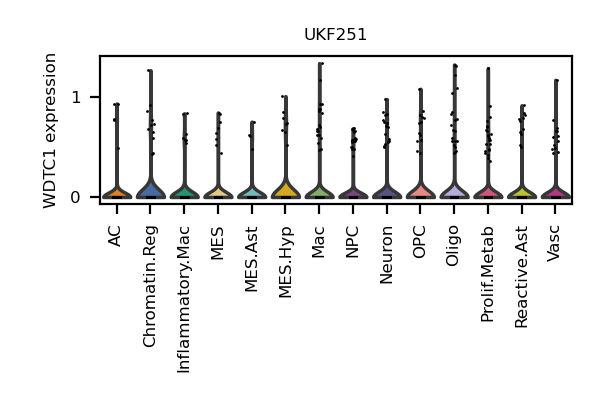 UKF251
WDTC1 expression
1
0
AC
Chromatin.Reg
Inflammatory.Mac
MES
MES.Ast
MES.Hyp
Mac
NPC
Neuron
OPC
Oligo
Prolif.Metab
Reactive.Ast
Vasc